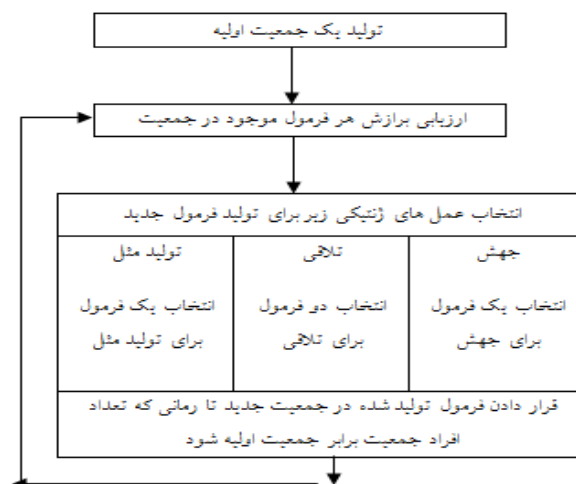 تولید یک جمعیت اولیه
ارزیابی برازش هر فرمول موجود در جمعیت
انتخاب عمل های ژنتیکی زیر برای تولید فرمول جدید
جهش
انتخاب یک فرمول
برای جهش
تلاقی
انتخاب دو فرمول
برای تلاقی
تولید مثل
انتخاب یک فرمول
برای تولید مثل
قرار دادن فرمول تولید شده در جمعیت جدید تا رمانی که تعداد
افراد جمعیت برابر جمعیت اولیه شود